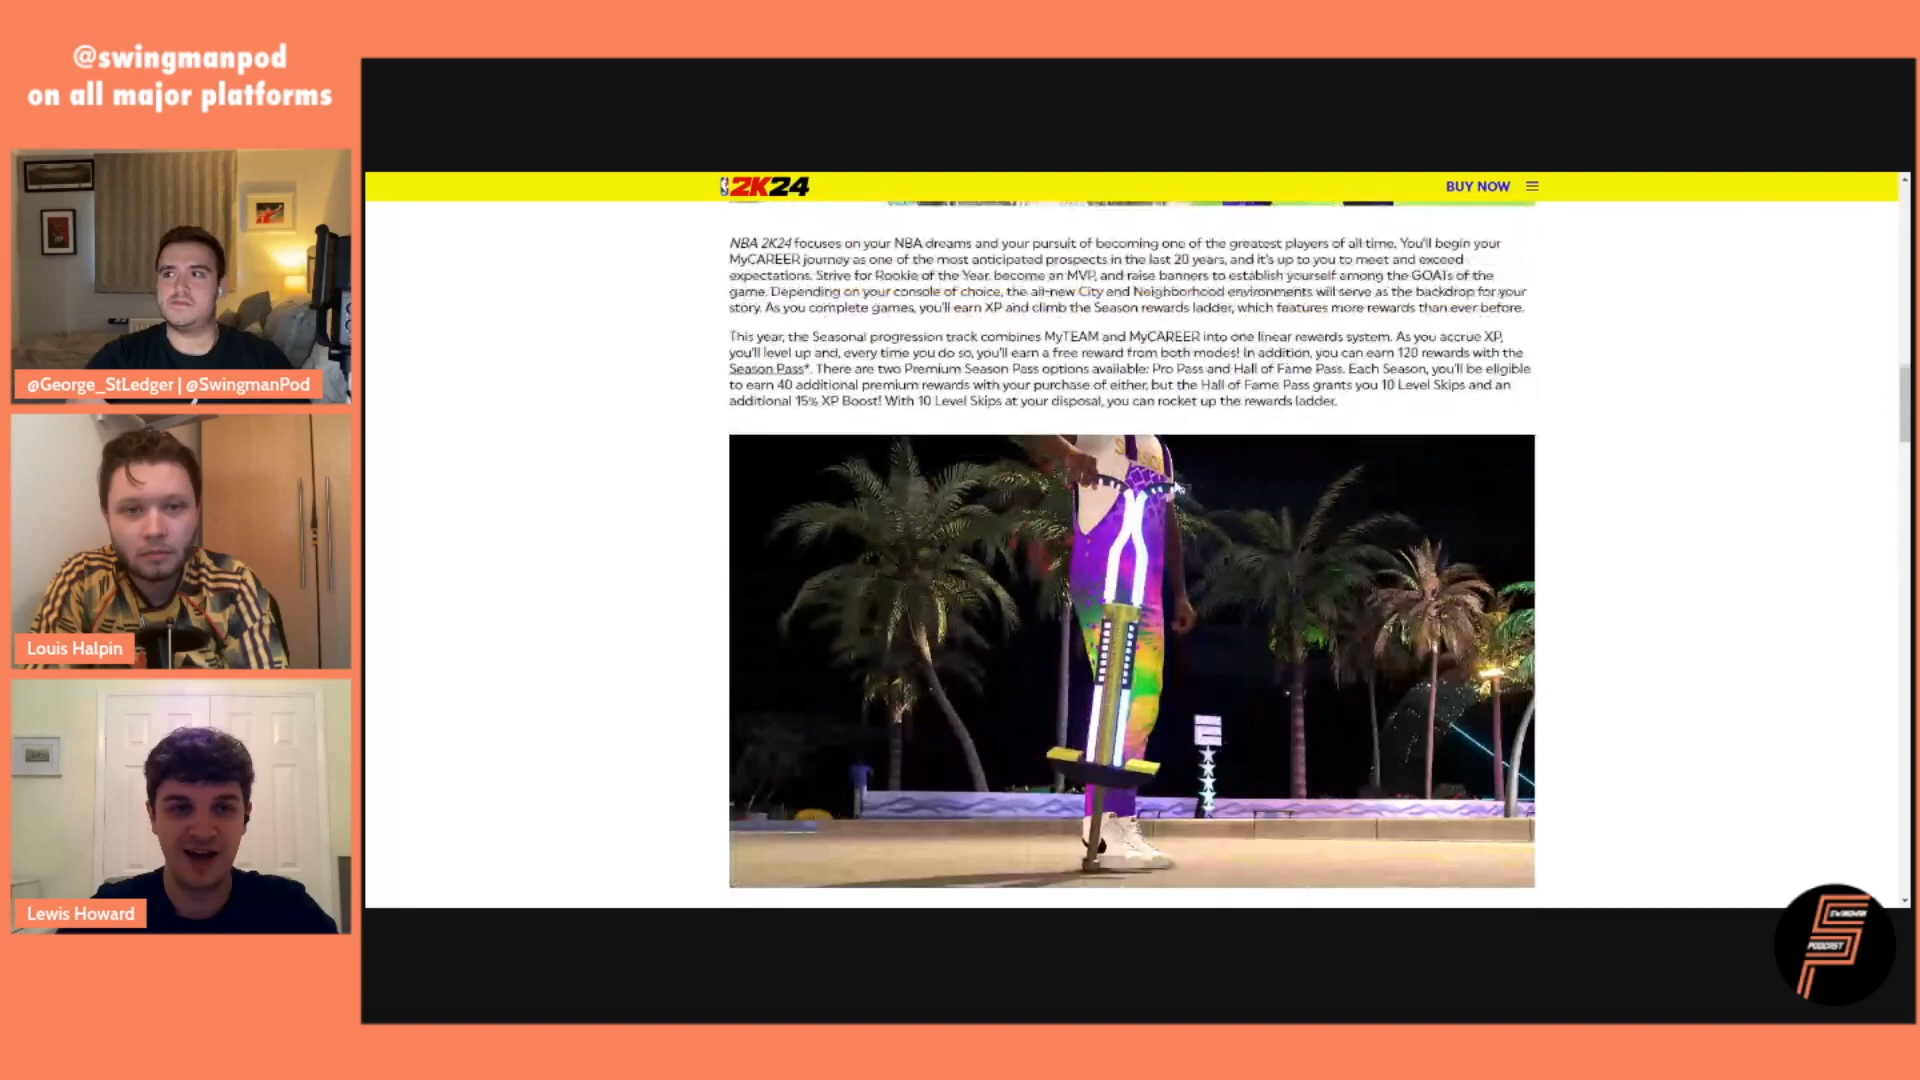 @swingmanpod
on all major platforms
@George_StLedger | @SwingmanPod
Louis Halpin
Lewis Howard
2K24
BUY NOW
NBA 2K24 focuses on your NBA dreams and your pursuit of becoming one of the greatest players of all time. You'll begin your
MyCAREER journey as one of the most anticipated prospects in the last 20 years, and it's up to you to meet and exceed
expectations. Strive for Rookie of the Year, become an MVP, and raise banners to establish yourself among the GOATs of the
game. Depending on your console of choice, the all-new City and Neighborhood environments will serve as the backdrop for your
story. As you complete games, you'll earn XP and climb the Season rewards ladder, which features more rewards than ever before.
This year, the Seasonal progression track combines MyTEAM and MyCAREER into one linear rewards system. As you accrue XP,
you'll level up and, every time you do so, you'll earn a free reward from both modes! In addition, you can earn 120 rewards with the
Season Pass*. There are two Premium Season Pass options available: Pro Pass and Hall of Fame Pass. Each Season, you'll be eligible
to earn 40 additional premium rewards with your purchase of either, but the Hall of Fame Pass grants you 10 Level Skips and an
additional 15% XP Boost! With 10 Level Skips at your disposal, you can rocket up the rewards ladder.
SWINGMAN
PODCAST